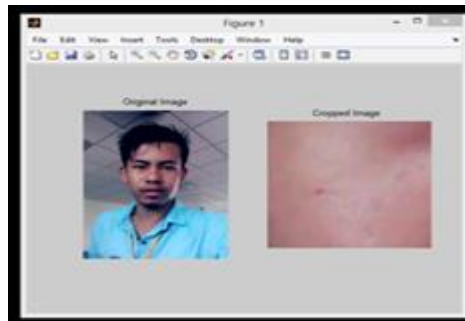 Figure 1
File Edit View Insert Tools Desktop Window Help
Original Image
Cropped Image